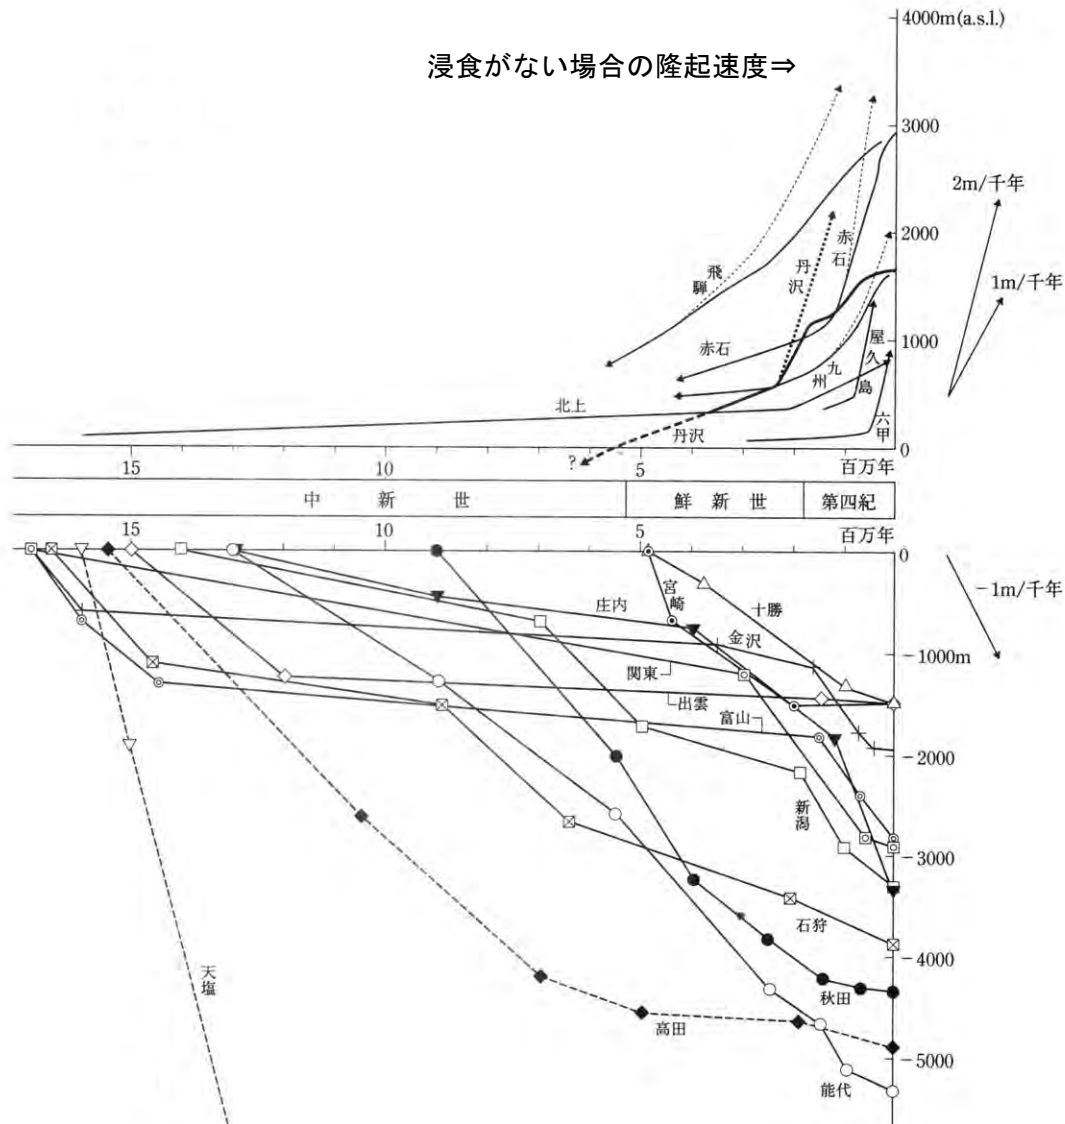 4000m(a.s.l.)
浸食がない場合の隆起速度⇒
3000
2m/千年
2000
赤石
丹沢
飛騨
1m/千年
赤石
1000
屋久島
九州
北上
六甲
丹沢
0
?
15
10
5
百万年
中新世
鮮新世
第四紀
15
10
5
百万年
0
宮崎
十勝
-1m/千年
庄内
金沢
関東
-1000m
出雲
富山
-2000
新潟
-3000
石狩
天塩
-4000
秋田
高田
-5000
能代